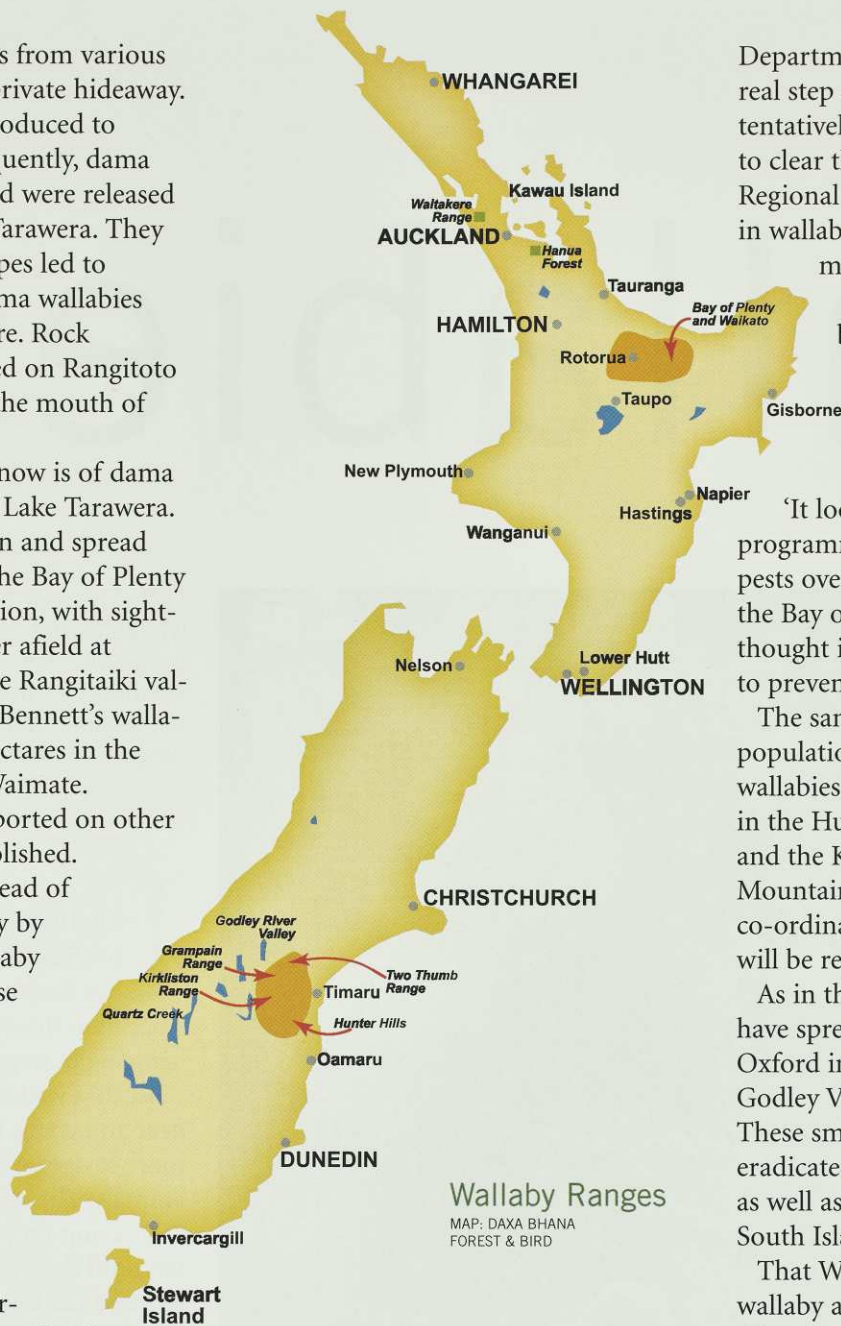 s from various
rivate hideaway.
oduced to
quently, dama
d were released
Tarawera. They
pes led to
ma wallabies
re. Rock
ed on Rangitoto
the mouth of
now is of dama
Lake Tarawera.
n and spread
he Bay of Plenty
tion, with sight-
er afield at
e Rangitaiki val-
Bennett's walla-
ctares in the
Waimate.
ported on other
blished.
ead of
y by
aby
se
r-
WHANGAREI
Kawau Island
Waitakere
Range
AUCKLAND
Hanua
Forest
Tauranga
HAMILTON
Bay of Plenty
and Waikato
Rotorua
Taupo
Gisborne
New Plymouth
Napier
Hastings
Wanganui
Nelson
Lower Hutt
WELLINGTON
CHRISTCHURCH
Godley River
Valley
Grampain
Range
Kirkliston
Range
Two Thumb
Range
Timaru
Quartz Creek
Hunter Hills
Oamaru
DUNEDIN
Invercargill
Stewart
Island
Wallaby Ranges
MAP: DAXA BHANA
FOREST & BIRD
Departm
real step
tentatively
to clear th
Regional
in wallab
m
'It loo
programm
pests ove
the Bay o
thought i
to preven
The san
population
wallabies
in the Hu
and the K
Mountain
co-ordina
will be re
As in th
have spre
Oxford in
Godley V
These sm
eradicate
as well as
South Isla
That W
wallaby a